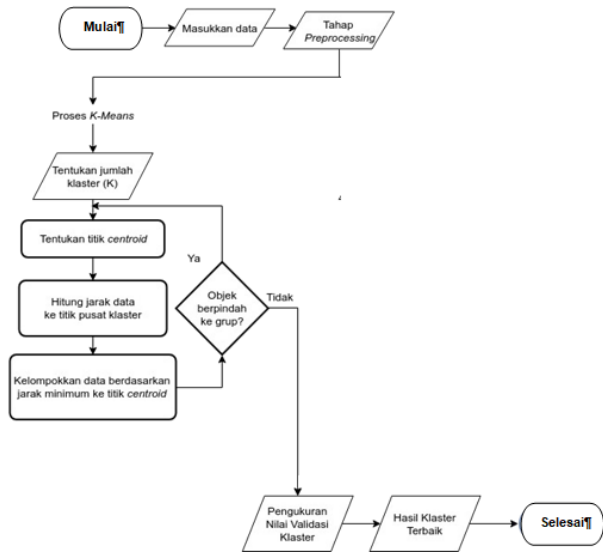 Mulai¶
Masukkan data
Tahap
Preprocessing
Proses K-Means
Tentukan jumlah
klaster (K)
Tentukan titik centroid
Hitung jarak data
ke titik pusat klaster
Kelompokkan data berdasarkan
jarak minimum ke titik centroid
Ya
Objek
berpindah
ke grup?
Tidak
Pengukuran
Nilai Validasi
Klaster
Hasil Klaster
Terbaik
Selesai¶